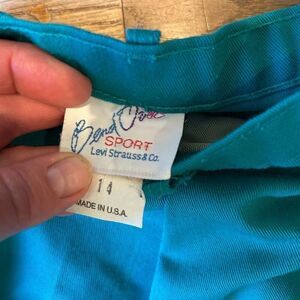 Bend Over
SPORT
Levi Strauss & Co.
14
MADE IN U.S.A.